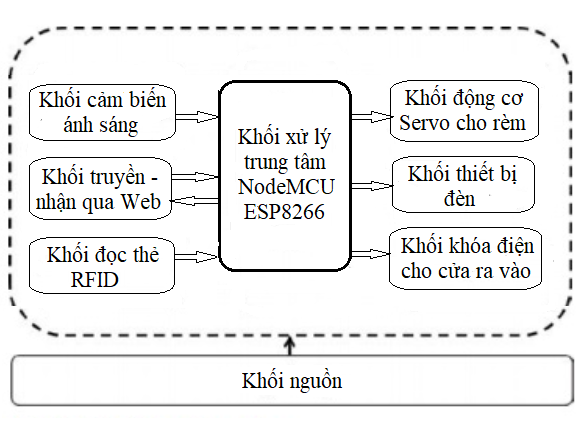 Khối cảm biến
ánh sáng
Khối truyền -
nhận qua Web
Khối đọc thẻ
RFID
Khối xử lý
trung tâm
NodeMCU
ESP8266
Khối động cơ
Servo cho rèm
Khối thiết bị
đèn
Khối khóa điện
cho cửa ra vào
Khối nguồn